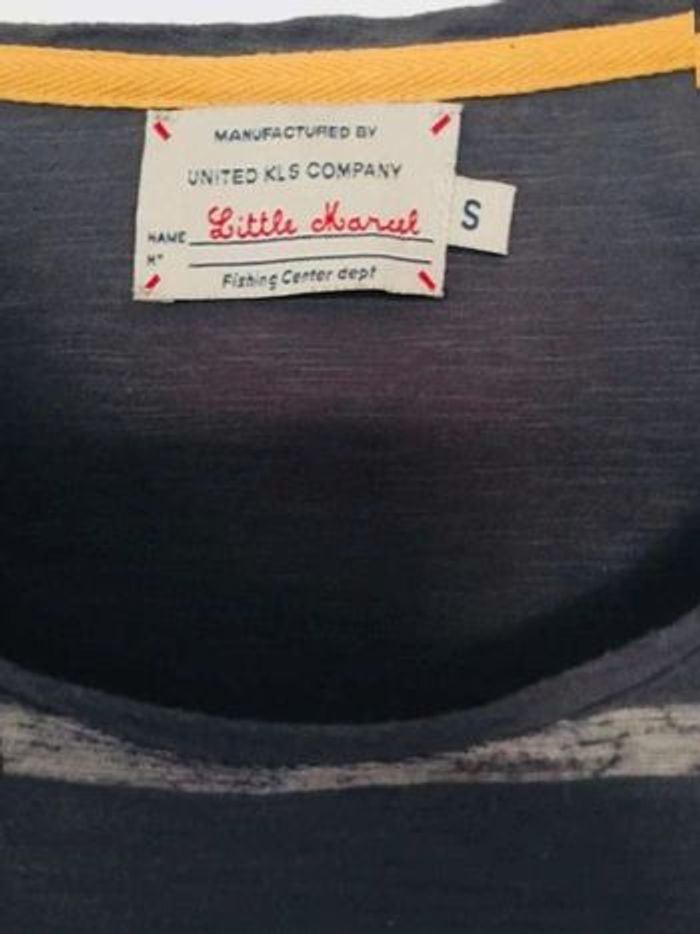 MANUFACTURED BY
UNITED KLS COMPANY
NAME Little Marcel
N°
Fishing Center dept
S